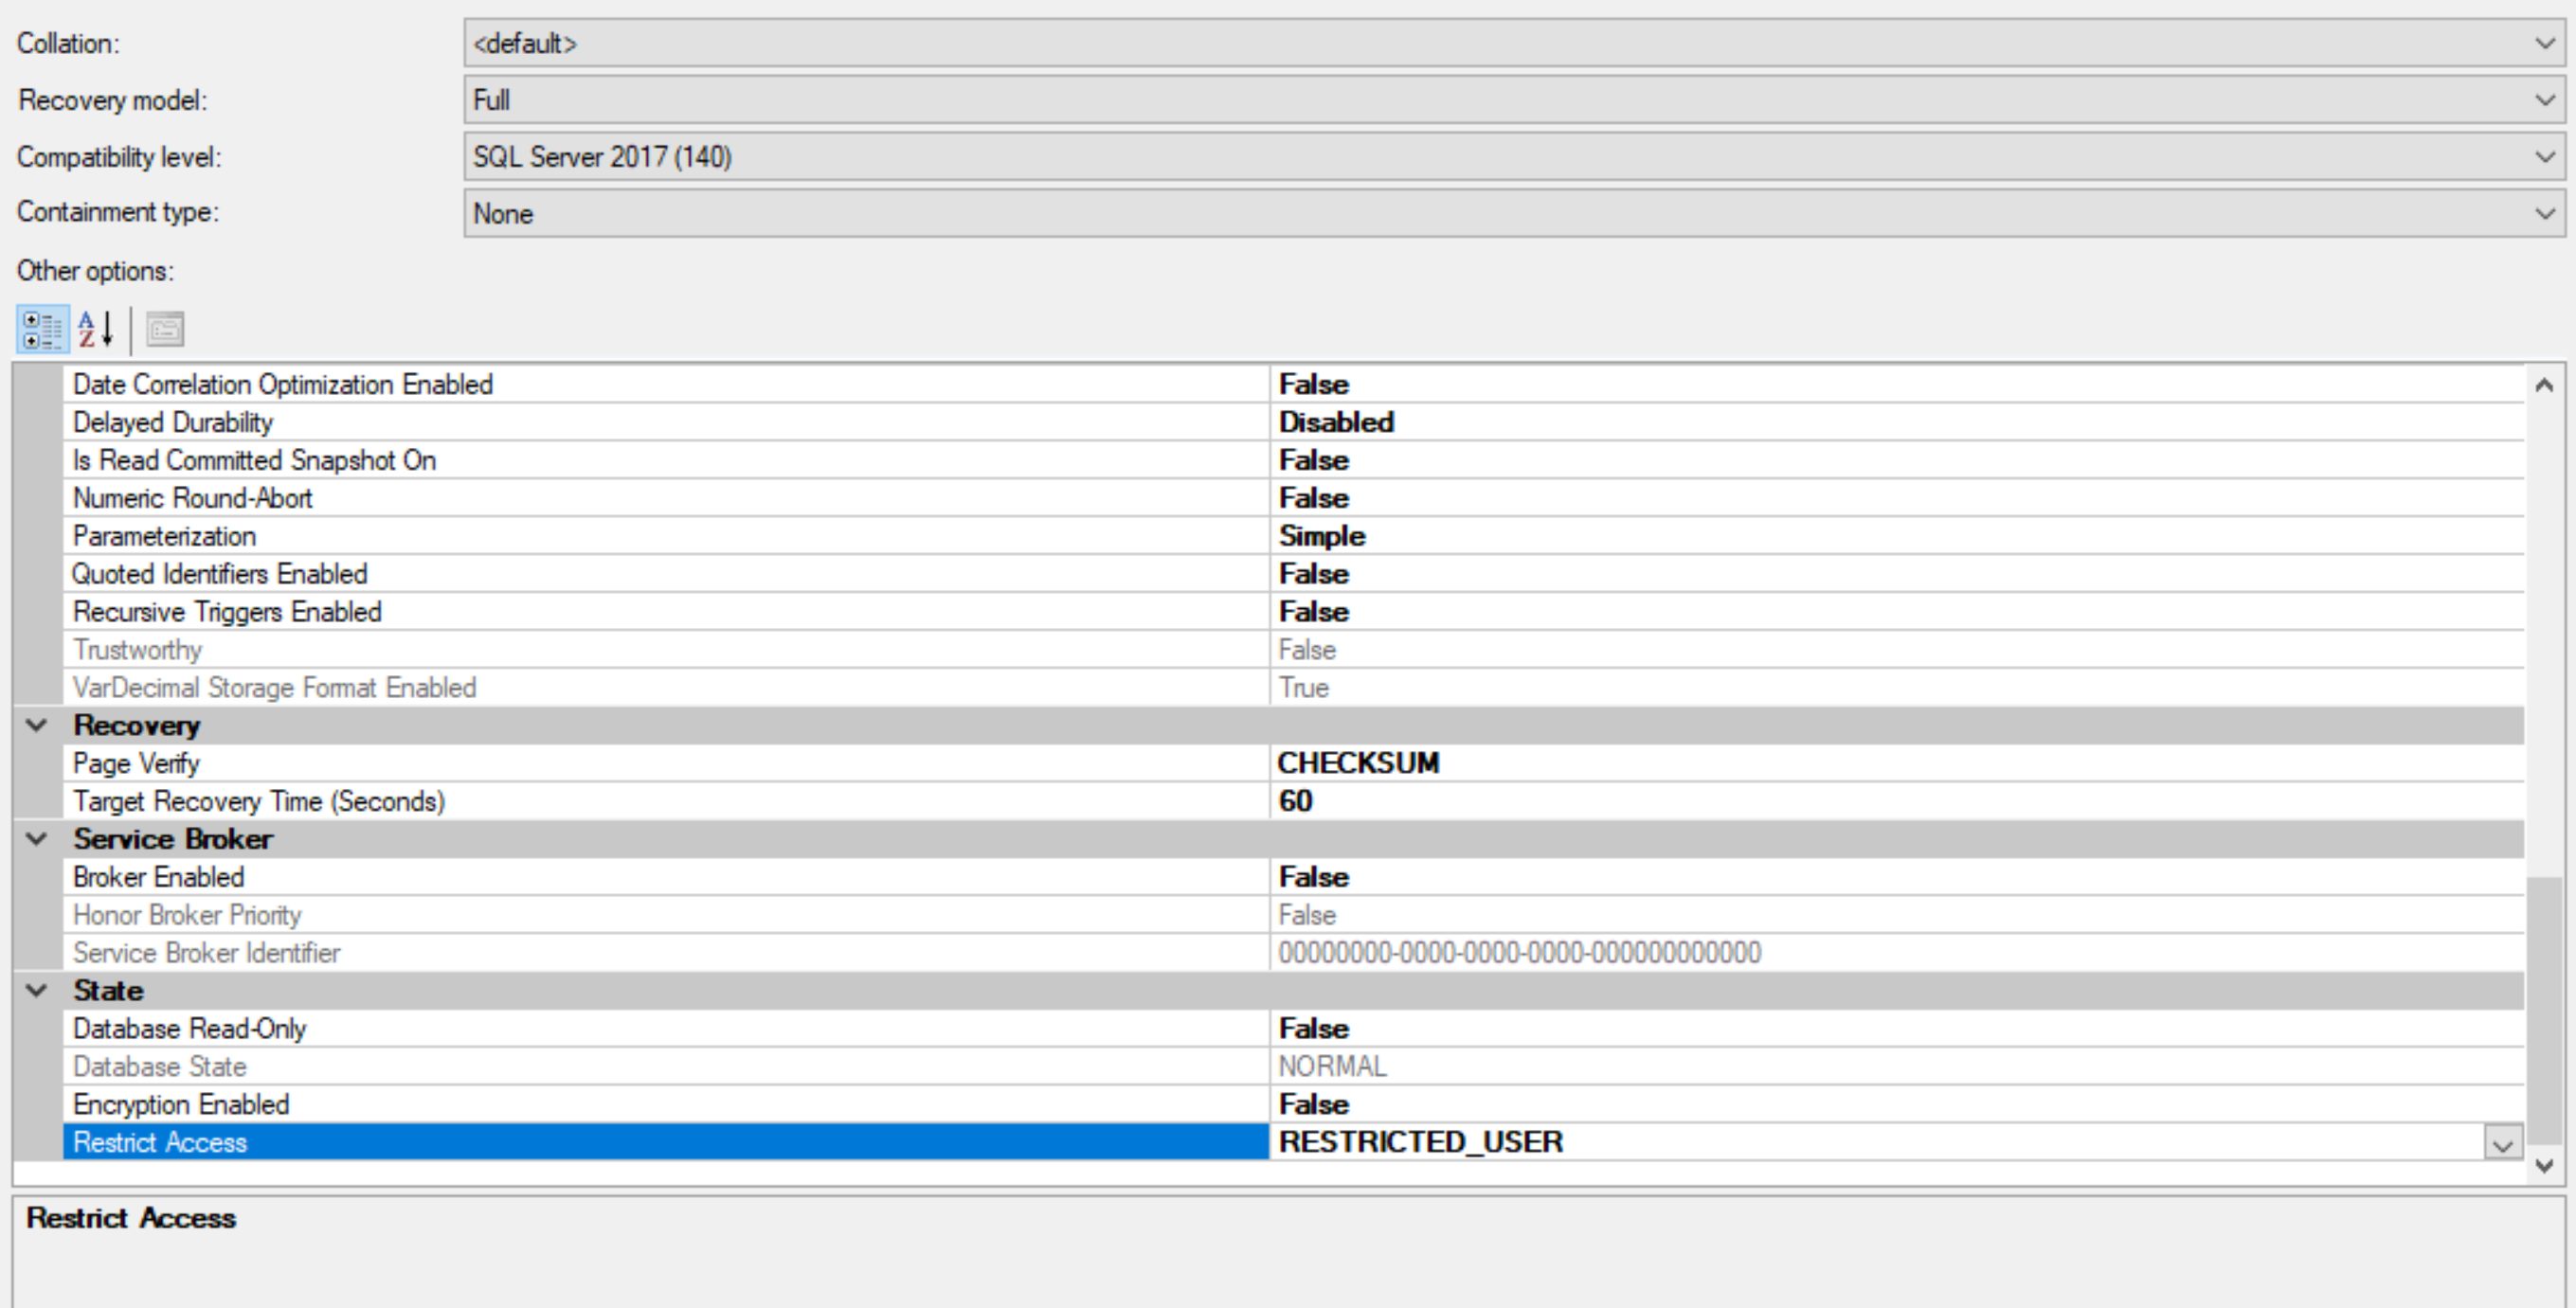 Collation: <default>
Recovery model: Full
Compatibility level: SQL Server 2017 (140)
Containment type: None
Other options:
A
Z
Date Correlation Optimization Enabled False
Delayed Durability Disabled
Is Read Committed Snapshot On False
Numeric Round-Abort False
Parameterization Simple
Quoted Identifiers Enabled False
Recursive Triggers Enabled False
Trustworthy False
VarDecimal Storage Format Enabled True
Recovery
Page Verify CHECKSUM
Target Recovery Time (Seconds) 60
Service Broker
Broker Enabled False
Honor Broker Priority False
Service Broker Identifier 00000000-0000-0000-0000-000000000000
State
Database Read-Only False
Database State NORMAL
Encryption Enabled False
Restrict Access RESTRICTED_USER
Restrict Access